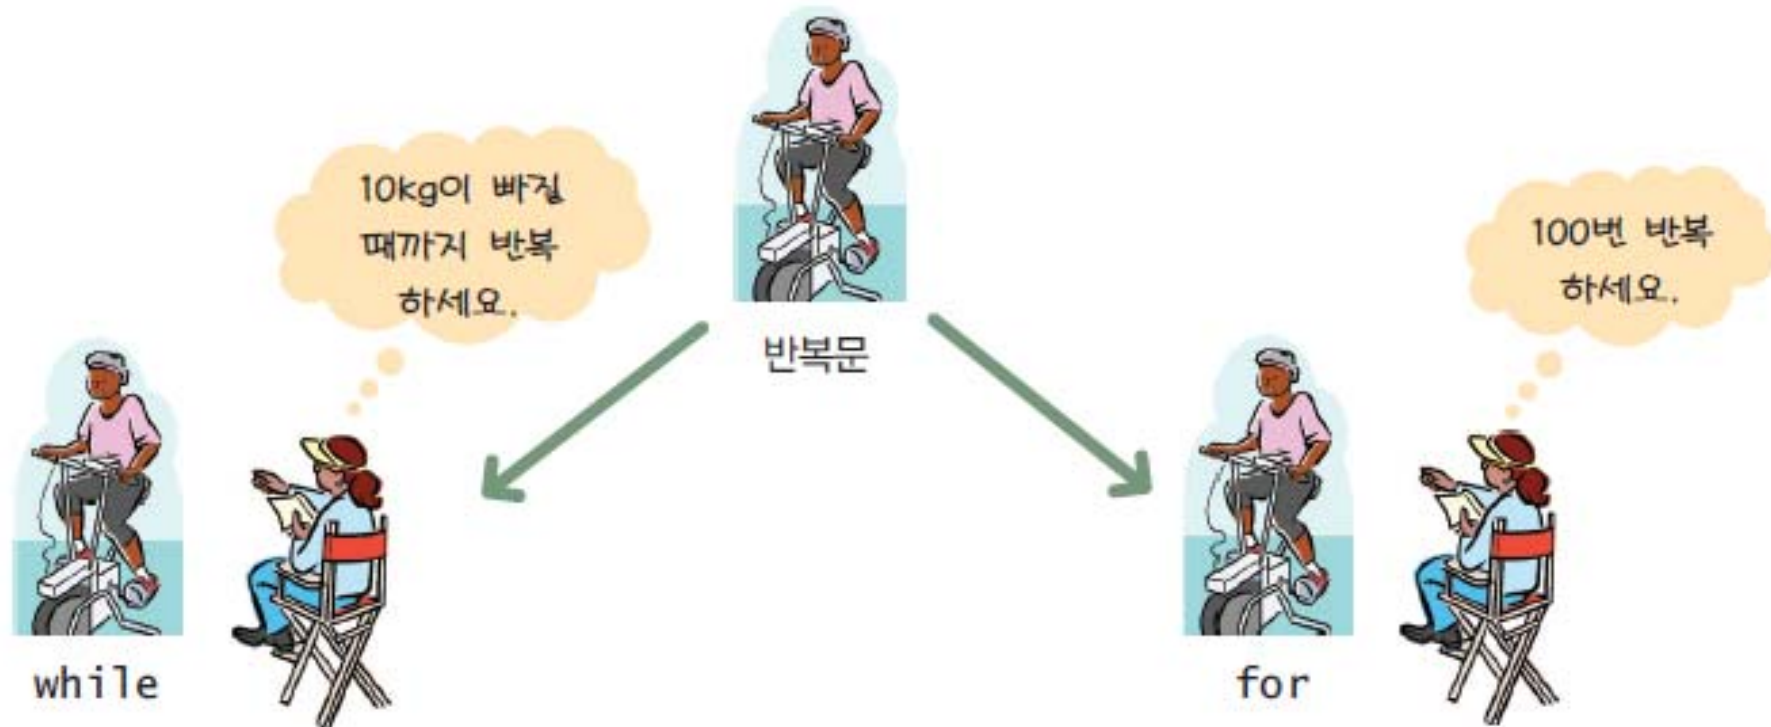 10kg이 빠질
때까지 반복
하세요.
반복문
100번 반복
하세요.
while
for